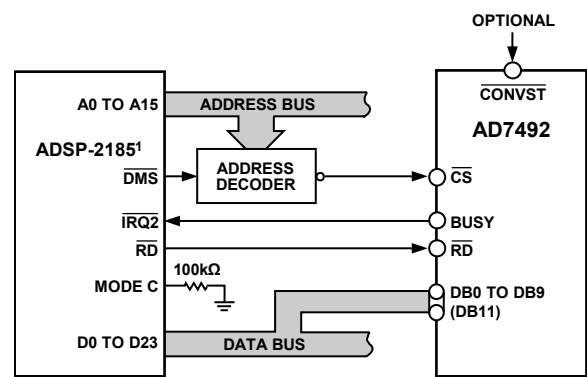 OPTIONAL
A0 TO A15
ADDRESS BUS
CONVST
AD7492
ADSP-2185¹
DMS
ADDRESS
DECODER
CS
IRQ2
BUSY
RD
RD
MODE C
100kΩ
DB0 TO DB9
(DB11)
D0 TO D23
DATA BUS